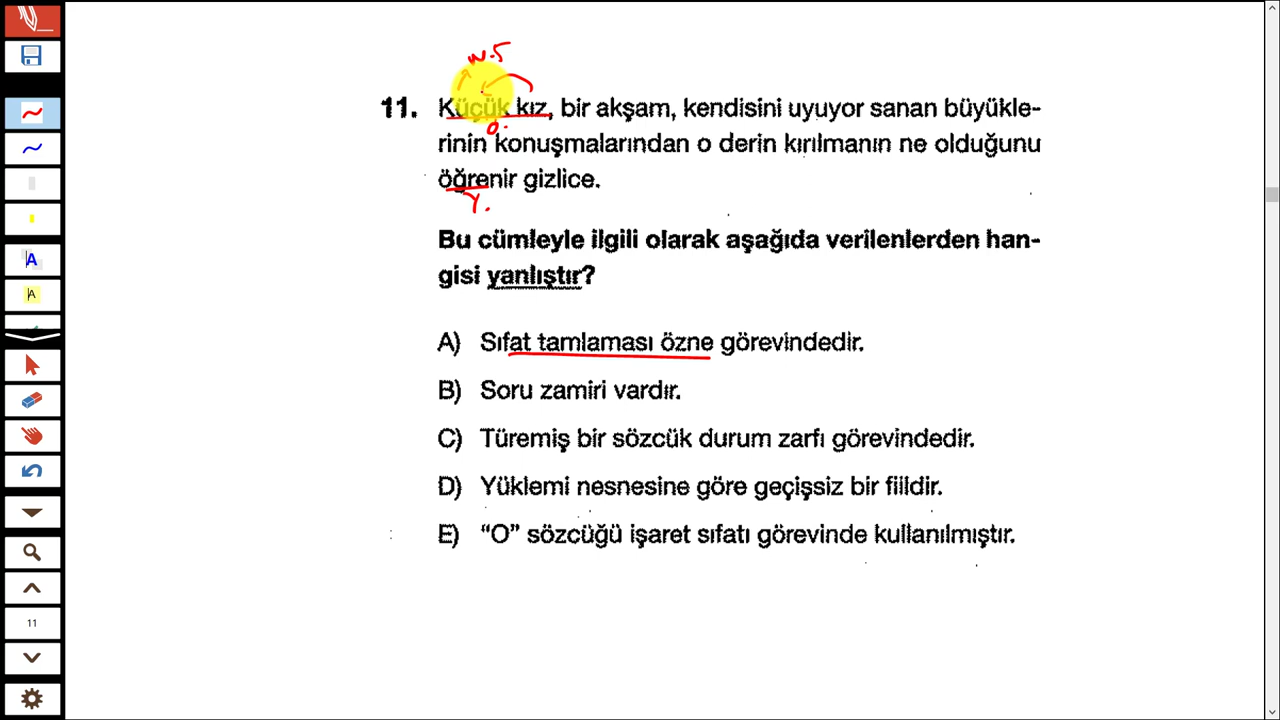 N.S
11. Küçük kız, bir akşam, kendisini uyuyor sanan büyükle-
Ö.
rinin konuşmalarından o derin kırılmanın ne olduğunu
öğrenir gizlice.
Y.
Bu cümleyle ilgili olarak aşağıda verilenlerden han-
gisi yanlıştır?
A) Sıfat tamlaması özne görevindedir.
B) Soru zamiri vardır.
C) Türemiş bir sözcük durum zarfı görevindedir.
D) Yüklemi nesnesine göre geçişsiz bir fiildir.
E) “O” sözcüğü işaret sıfatı görevinde kullanılmıştır.
A
A
11